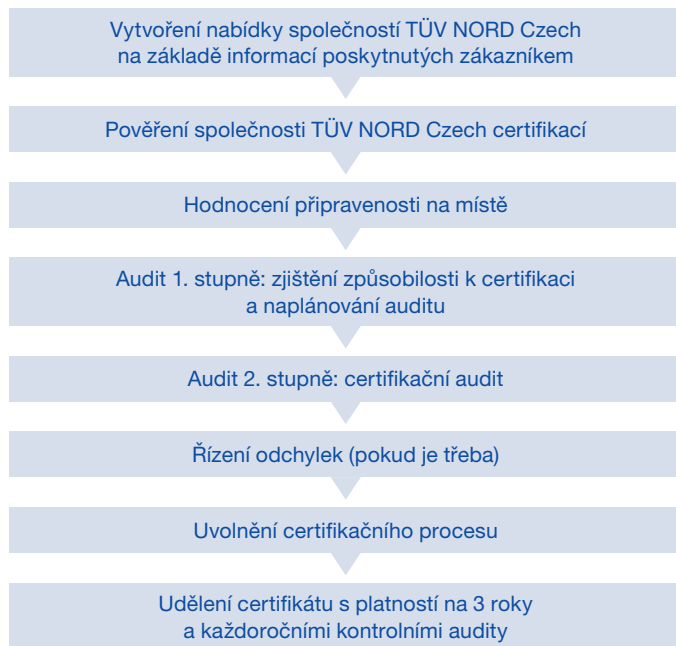 Vytvoření nabídky společností TÜV NORD Czech
na základě informací poskytnutých zákazníkem
Pověření společnosti TÜV NORD Czech certifikací
Hodnocení připravenosti na místě
Audit 1. stupně: zjištění způsobilosti k certifikaci
a naplánování auditu
Audit 2. stupně: certifikační audit
Řízení odchylek (pokud je třeba)
Uvolnění certifikačního procesu
Udělení certifikátu s platností na 3 roky
a každoročními kontrolními audity